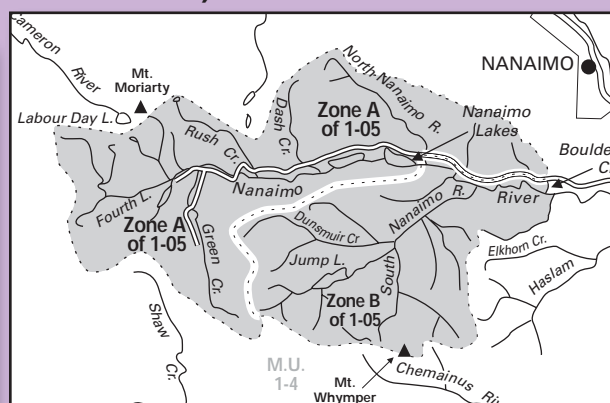 Cameron
River
Mt.
Moriarty
Labour Day L.
North Nanaimo R.
NANAIMO
Dash Cr.
Zone A
of 1-05
Nanaimo
Lakes
Rush Cr.
Boulde
C.
Nanaimo
River
Fourth L.
Zone A
of 1-05
Green Cr.
Dunsmuir Cr
Nanaimo R.
South
Jump L.
Elkhorn Cr.
Haslam
Zone B
of 1-05
Shaw
Cr.
M.U.
1-4
Mt.
Whymper
Chemainus Riv